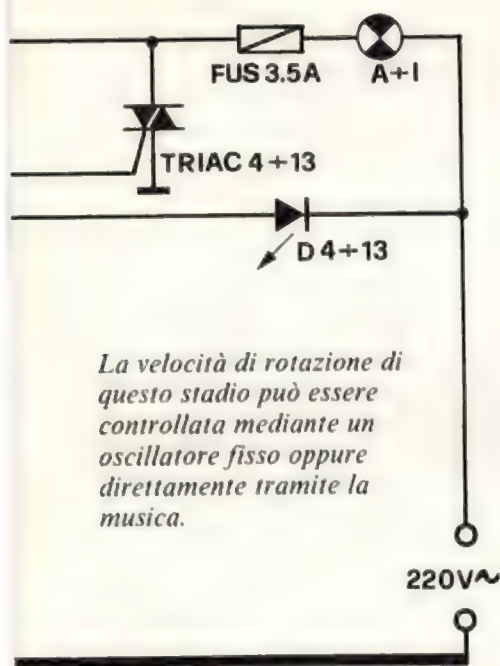 FUS 3.5A
A÷I
TRIAC 4÷13
D 4÷13
La velocità di rotazione di
questo stadio può essere
controllata mediante un
oscillatore fisso oppure
direttamente tramite la
musica.
220V~